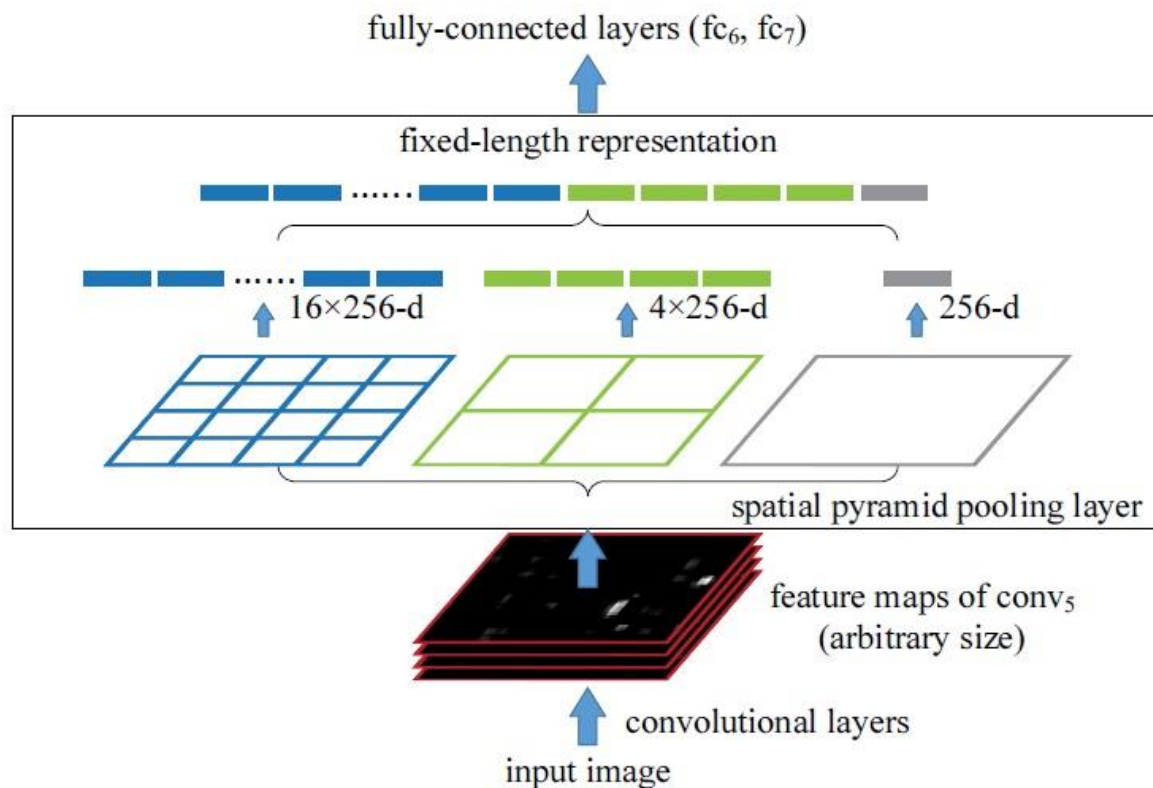 fully-connected layers (fc₆, fc₇)
fixed-length representation
......
......
16×256-d
4×256-d
256-d
spatial pyramid pooling layer
feature maps of conv₅
(arbitrary size)
convolutional layers
input image